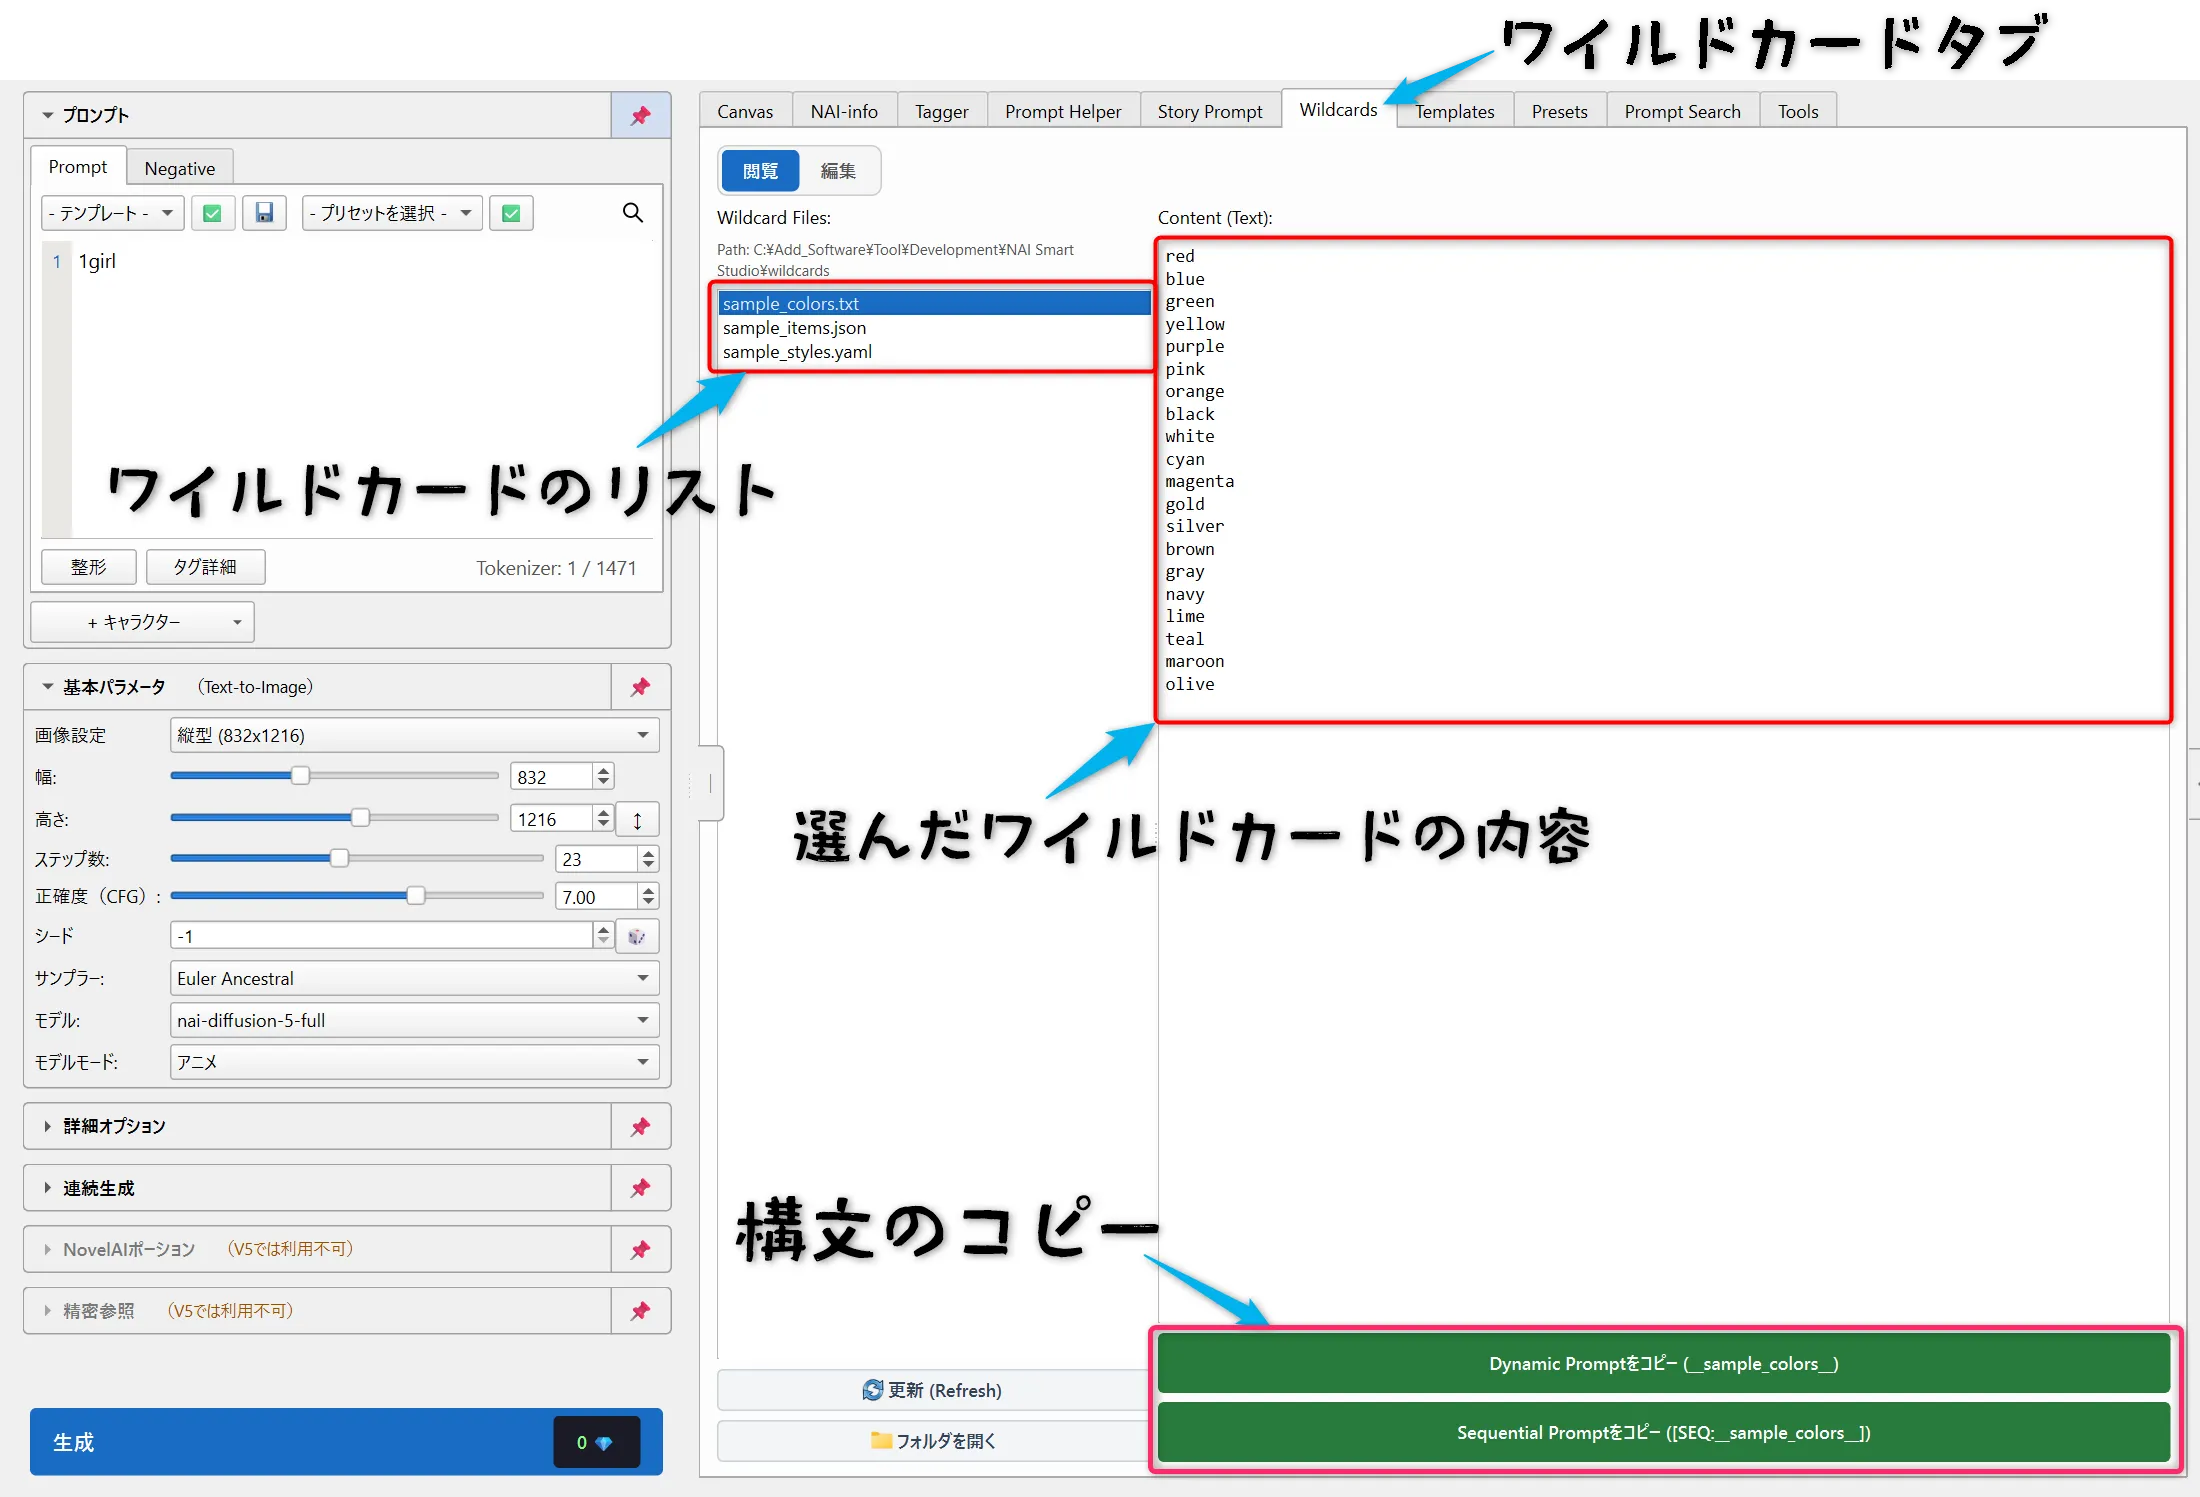 ワイルドカードタブ
プロンプト
Prompt
Negative
- テンプレート -
- プリセットを選択 -
1
1girl
ワイルドカードのリスト
整形
タグ詳細
Tokenizer: 1 / 1471
+ キャラクター
基本パラメータ
(Text-to-Image)
画像設定
縦型 (832x1216)
幅:
832
高さ:
1216
ステップ数:
23
正確度（CFG）:
7.00
シード
-1
サンプラー:
Euler Ancestral
モデル:
nai-diffusion-5-full
モデルモード:
アニメ
詳細オプション
連続生成
NovelAIポーション
(V5では利用不可)
精密参照
(V5では利用不可)
生成
0
Canvas
NAI-info
Tagger
Prompt Helper
Story Prompt
Wildcards
Templates
Presets
Prompt Search
Tools
閲覧
編集
Wildcard Files:
Path: C:¥Add_Software¥Tool¥Development¥NAI Smart
Studio¥wildcards
sample_colors.txt
sample_items.json
sample_styles.yaml
Content (Text):
red
blue
green
yellow
purple
pink
orange
black
white
cyan
magenta
gold
silver
brown
gray
navy
lime
teal
maroon
olive
選んだワイルドカードの内容
構文のコピー
更新 (Refresh)
フォルダを開く
Dynamic Promptをコピー (__sample_colors__)
Sequential Promptをコピー ([SEQ:__sample_colors__])